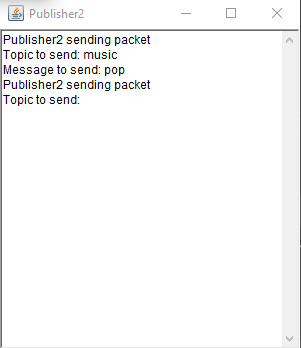 Publisher2
Publisher2 sending packet
Topic to send: music
Message to send: pop
Publisher2 sending packet
Topic to send: